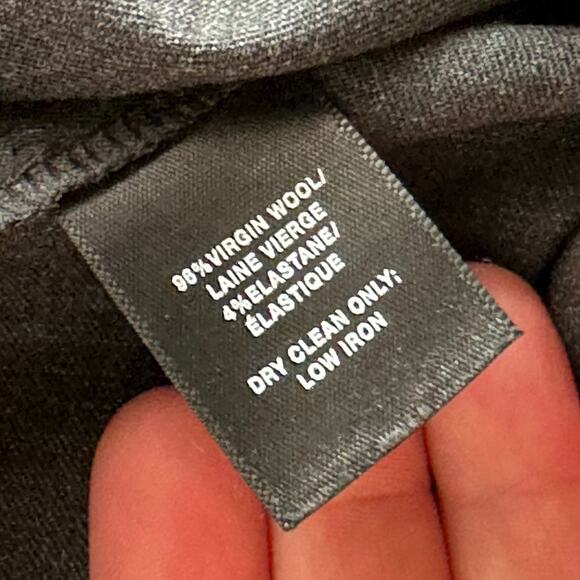 96%VIRGIN WOOL/
LAINE VIERGE
4%ELASTANE/
ÉLASTIQUE
DRY CLEAN ONLY;
LOW IRON